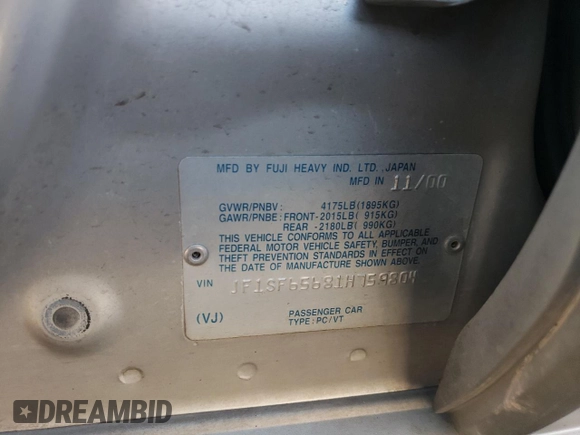 MFD BY FUJI HEAVY IND. LTD., JAPAN
MFD IN 11/00
GVWR/PNBV: 4175LB(1895KG)
GAWR/PNBE: FRONT-2015LB( 915KG)
REAR -2180LB( 990KG)
THIS VEHICLE CONFORMS TO ALL APPLICABLE
FEDERAL MOTOR VEHICLE SAFETY, BUMPER, AND
THEFT PREVENTION STANDARDS IN EFFECT ON THE
DATE OF MANUFACTURE SHOWN ABOVE.
VIN JF1SF65681H759804
(VJ) PASSENGER CAR
TYPE:PC/VT
DREAMBID